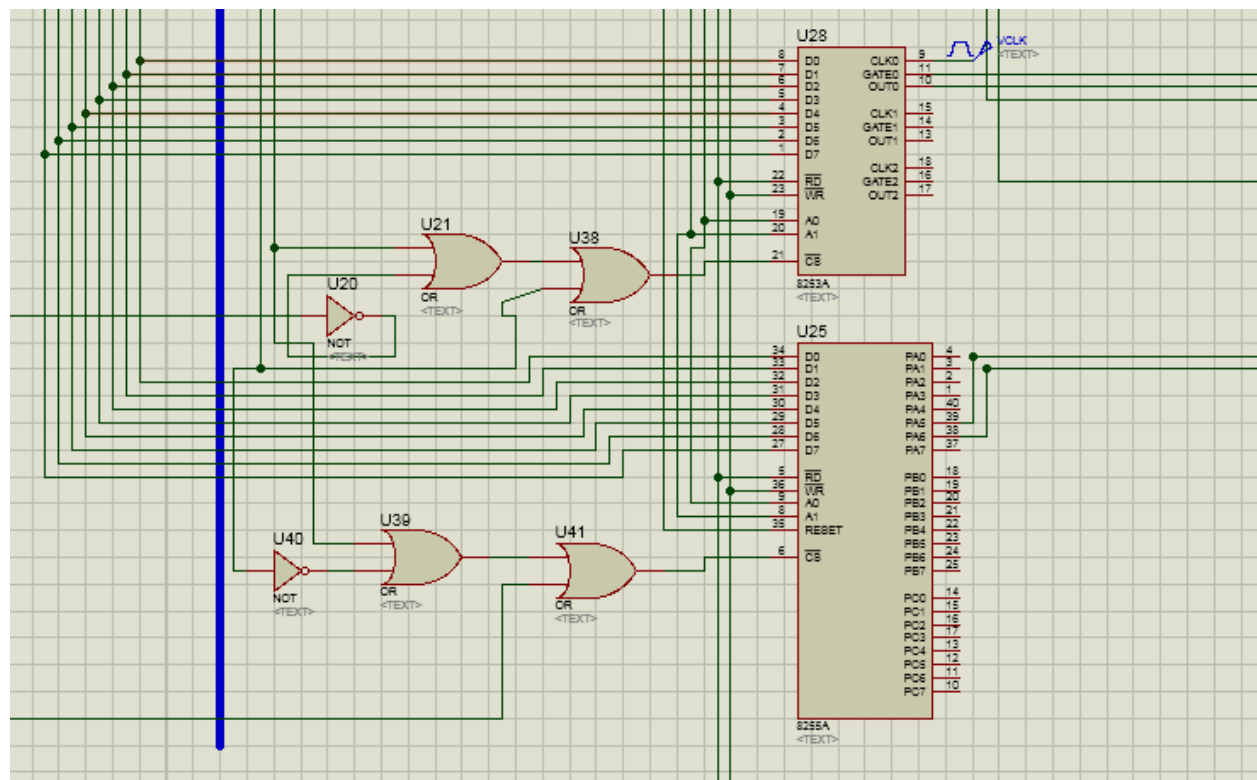 U28
VCLK
<TEXT>
8 D0 CLK0 9
7 D1 GATE0 11
6 D2 OUT0 10
5 D3
4 D4 CLK1 15
3 D5 GATE1 14
2 D6 OUT1 13
1 D7
CLK2 18
22 RD GATE2 16
23 WR OUT2 17
19 A0
20 A1
21 CS
8253A
<TEXT>
U21
OR
<TEXT>
U38
OR
<TEXT>
U20
NOT
<TEXT>
U25
34 D0 PA0 4
33 D1 PA1 3
32 D2 PA2 2
31 D3 PA3 1
30 D4 PA4 40
29 D5 PA5 39
28 D6 PA6 38
27 D7 PA7 37
5 RD PB0 18
36 WR PB1 19
9 A0 PB2 20
8 A1 PB3 21
35 RESET PB4 22
PB5 23
6 CS PB6 24
PB7 25
PC0 14
PC1 15
PC2 16
PC3 17
PC4 13
PC5 12
PC6 11
PC7 10
8255A
<TEXT>
U40
NOT
<TEXT>
U39
OR
<TEXT>
U41
OR
<TEXT>